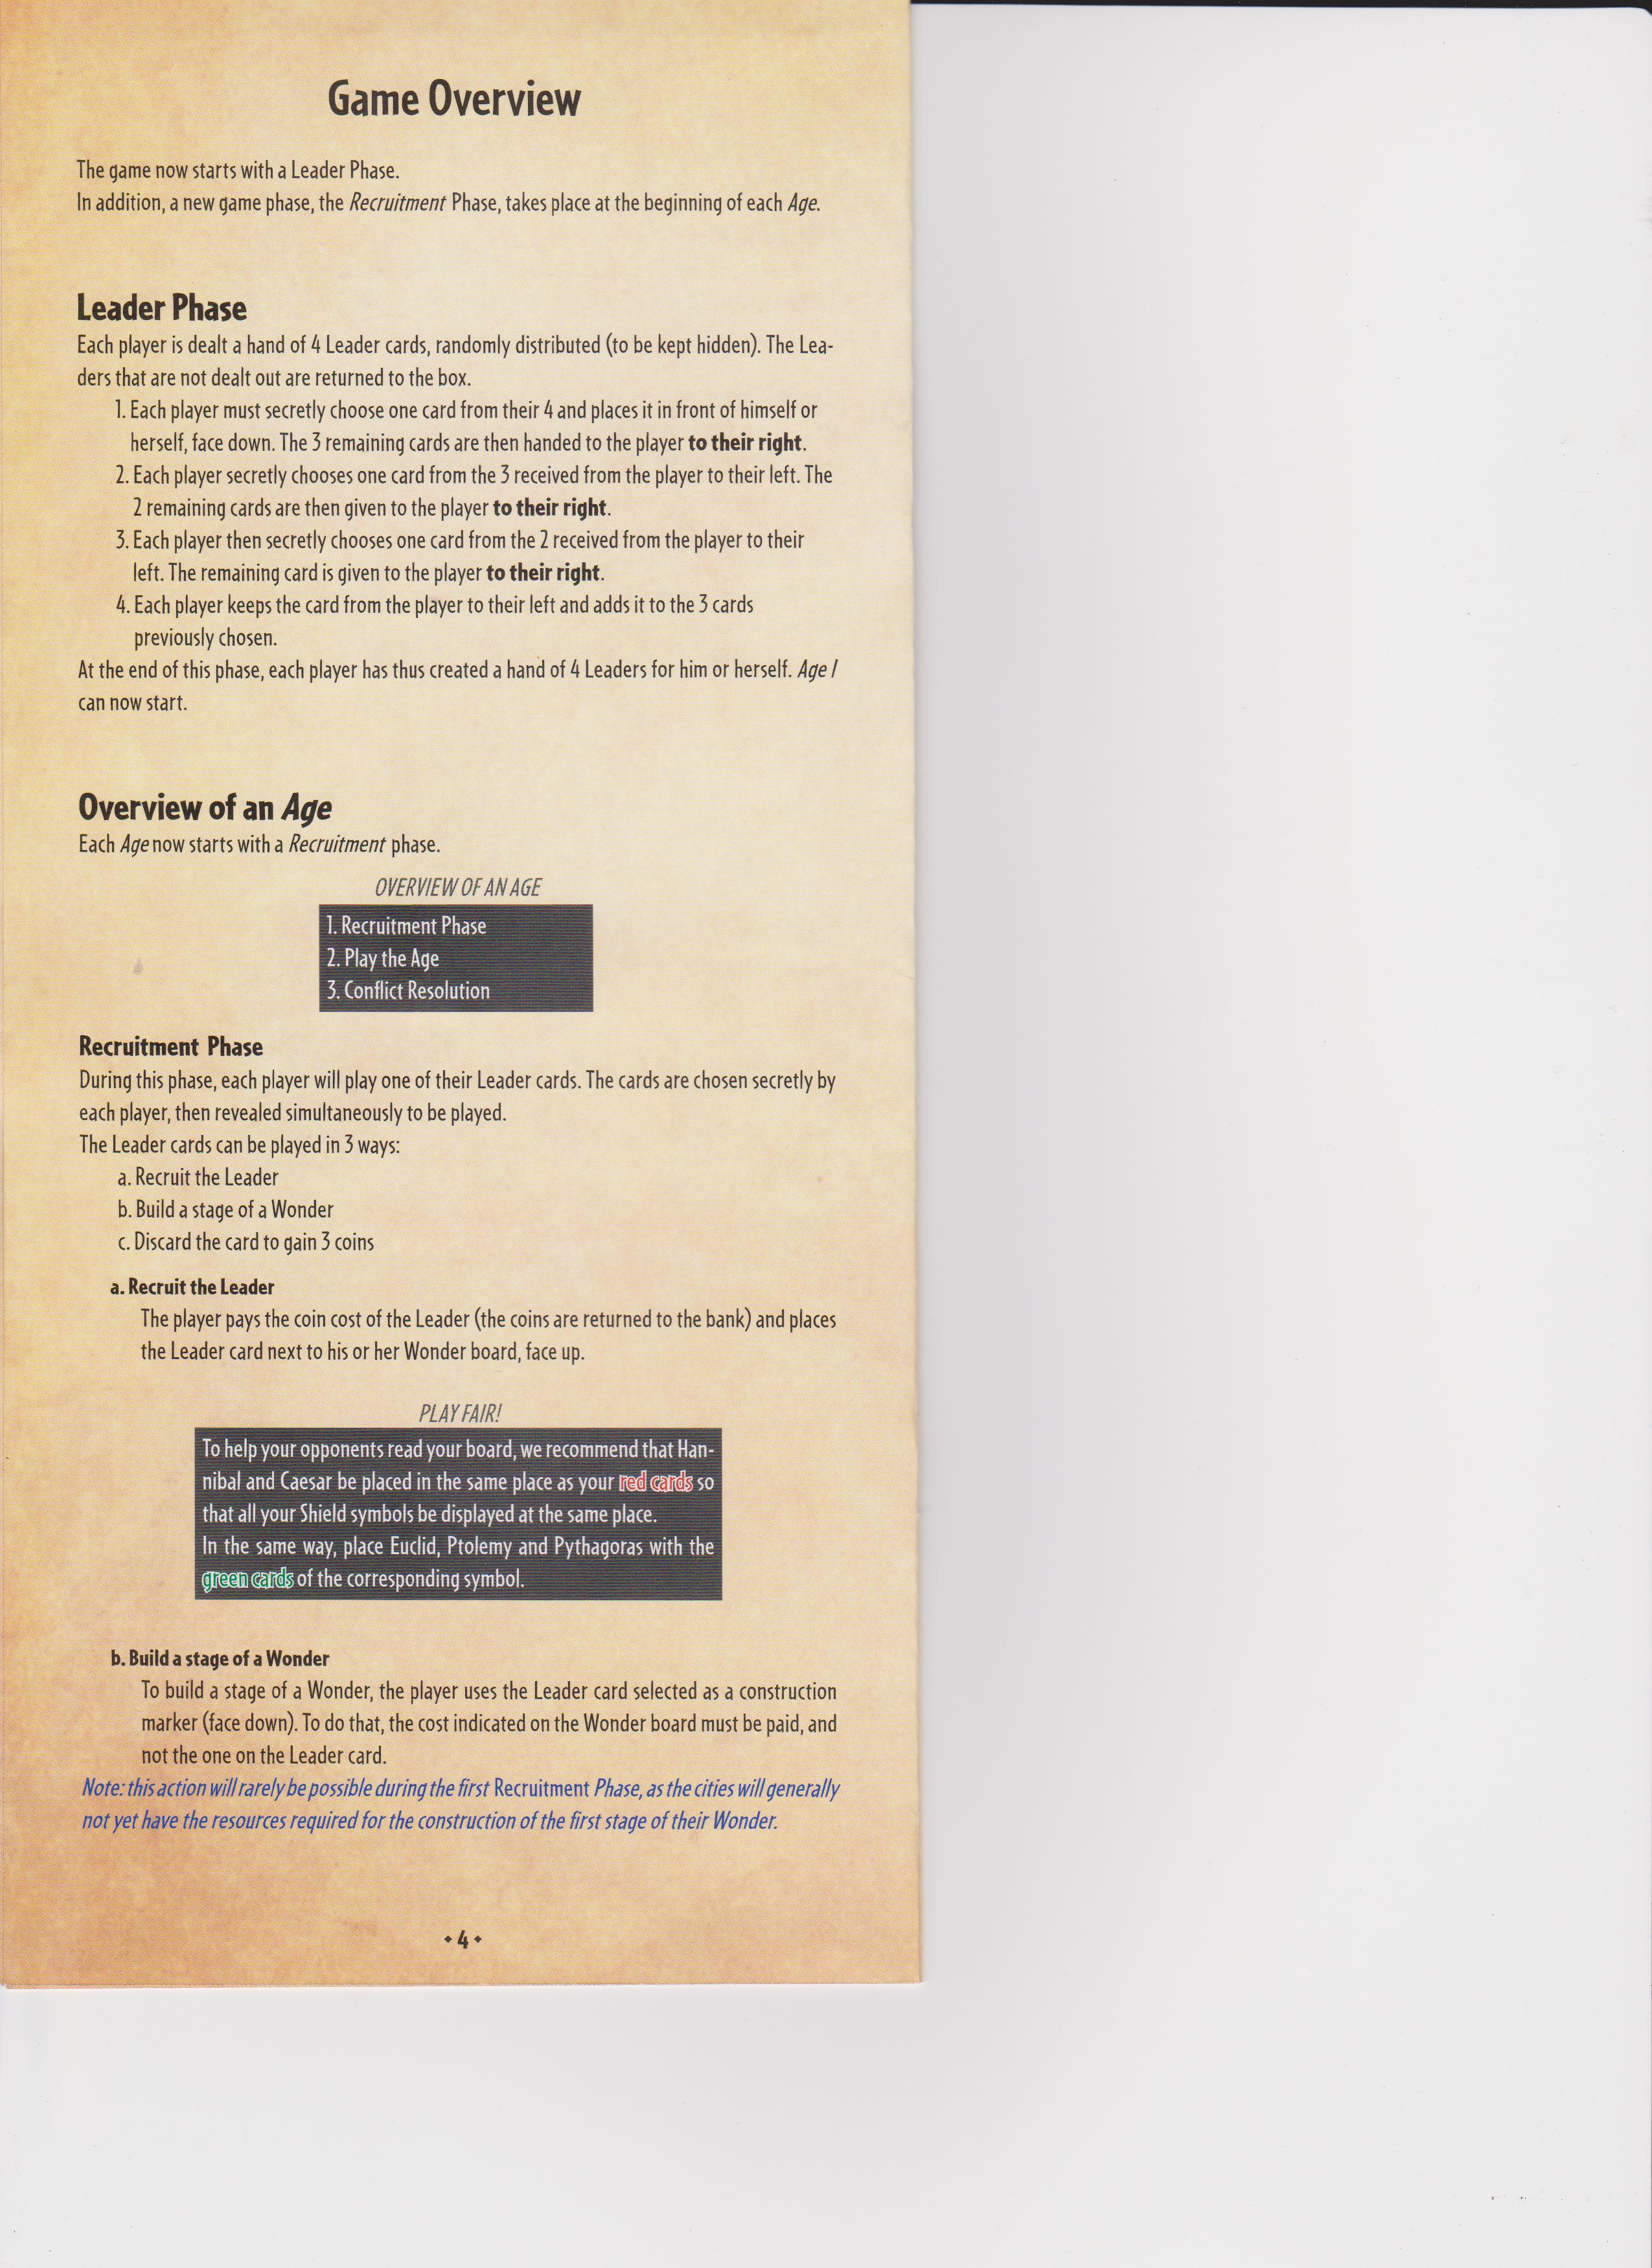 Game Overview
The game now starts with a Leader Phase.
In addition, a new game phase, the Recruitment Phase, takes place at the beginning of each Age.
Leader Phase
Each player is dealt a hand of 4 Leader cards, randomly distributed (to be kept hidden). The Lea-
ders that are not dealt out are returned to the box.
1. Each player must secretly choose one card from their 4 and places it in front of himself or
herself, face down. The 3 remaining cards are then handed to the player to their right.
2. Each player secretly chooses one card from the 3 received from the player to their left. The
2 remaining cards are then given to the player to their right.
3. Each player then secretly chooses one card from the 2 received from the player to their
left. The remaining card is given to the player to their right.
4. Each player keeps the card from the player to their left and adds it to the 3 cards
previously chosen.
At the end of this phase, each player has thus created a hand of 4 Leaders for him or herself. Age I
can now start.
Overview of an Age
Each Age now starts with a Recruitment phase.
OVERVIEW OF AN AGE
1. Recruitment Phase
2. Play the Age
3. Conflict Resolution
Recruitment Phase
During this phase, each player will play one of their Leader cards. The cards are chosen secretly by
each player, then revealed simultaneously to be played.
The Leader cards can be played in 3 ways:
a. Recruit the Leader
b. Build a stage of a Wonder
c. Discard the card to gain 3 coins
a. Recruit the Leader
The player pays the coin cost of the Leader (the coins are returned to the bank) and places
the Leader card next to his or her Wonder board, face up.
PLAY FAIR!
To help your opponents read your board, we recommend that Han-
nibal and Caesar be placed in the same place as your red cards so
that all your Shield symbols be displayed at the same place.
In the same way, place Euclid, Ptolemy and Pythagoras with the
green cards of the corresponding symbol.
b. Build a stage of a Wonder
To build a stage of a Wonder, the player uses the Leader card selected as a construction
marker (face down). To do that, the cost indicated on the Wonder board must be paid, and
not the one on the Leader card.
Note: this action will rarely be possible during the first Recruitment Phase, as the cities will generally
not yet have the resources required for the construction of the first stage of their Wonder.
• 4 •